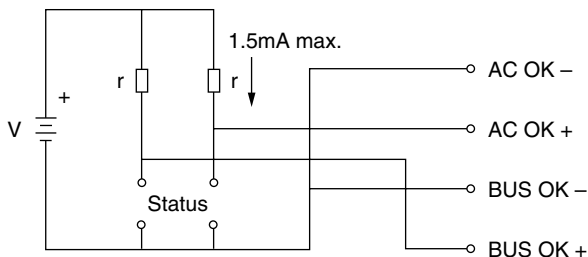 1.5mA max.
AC OK –
+
r
r
V
AC OK +
Status
BUS OK –
BUS OK +